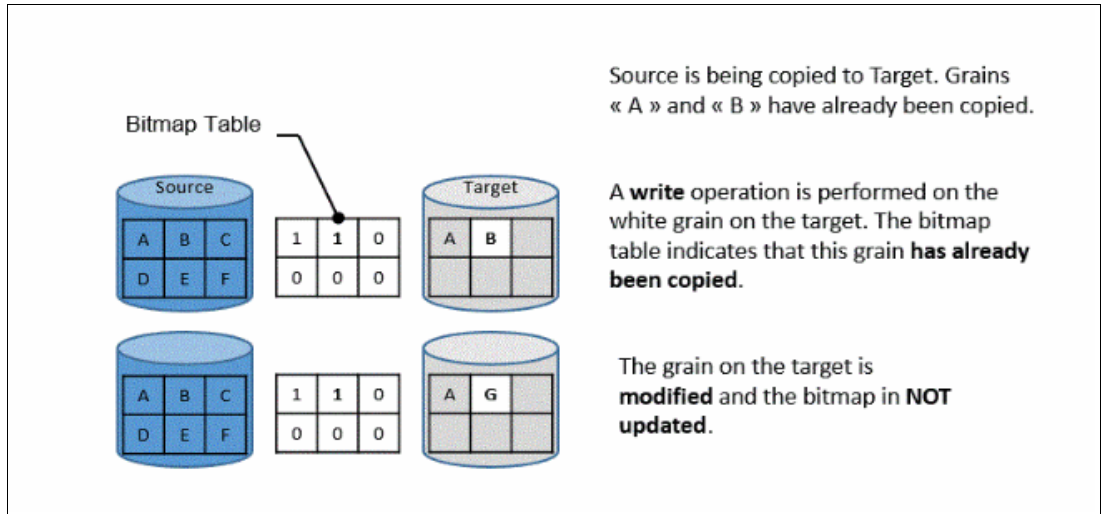 Source is being copied to Target. Grains
« A » and « B » have already been copied.
Bitmap Table
Source
Target
A B C
1 1 0
A B
D E F
0 0 0
A write operation is performed on the
white grain on the target. The bitmap
table indicates that this grain has already
been copied.
A B C
1 1 0
A G
D E F
0 0 0
The grain on the target is
modified and the bitmap in NOT
updated.